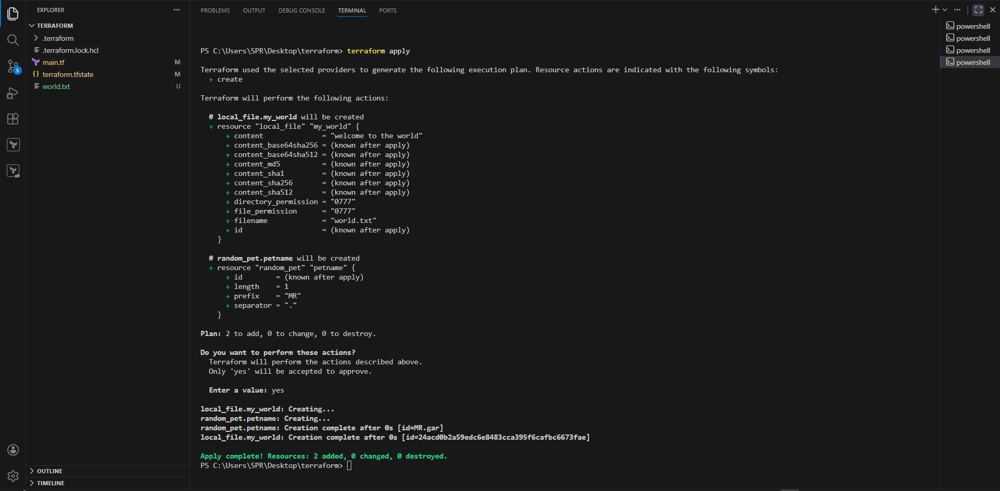 EXPLORER
TERRAFORM
.terraform
.terraform.lock.hcl
main.tf M
terraform.tfstate M
world.txt U
5
OUTLINE
TIMELINE
PROBLEMS OUTPUT DEBUG CONSOLE TERMINAL PORTS
PS C:\Users\SPR\Desktop\terraform> terraform apply
Terraform used the selected providers to generate the following execution plan. Resource actions are indicated with the following symbols:
+ create
Terraform will perform the following actions:
# local_file.my_world will be created
+ resource "local_file" "my_world" {
+ content = "welcome to the world"
+ content_base64sha256 = (known after apply)
+ content_base64sha512 = (known after apply)
+ content_md5 = (known after apply)
+ content_sha1 = (known after apply)
+ content_sha256 = (known after apply)
+ content_sha512 = (known after apply)
+ directory_permission = "0777"
+ file_permission = "0777"
+ filename = "world.txt"
+ id = (known after apply)
}
# random_pet.petname will be created
+ resource "random_pet" "petname" {
+ id = (known after apply)
+ length = 1
+ prefix = "MR"
+ separator = "."
}
Plan: 2 to add, 0 to change, 0 to destroy.
Do you want to perform these actions?
Terraform will perform the actions described above.
Only 'yes' will be accepted to approve.
Enter a value: yes
local_file.my_world: Creating...
random_pet.petname: Creating...
random_pet.petname: Creation complete after 0s [id=MR.gar]
local_file.my_world: Creation complete after 0s [id=24acd0b2a59edc6e8483cca395f6cafbc6673fae]
Apply complete! Resources: 2 added, 0 changed, 0 destroyed.
PS C:\Users\SPR\Desktop\terraform>
powershell
powershell
powershell
powershell